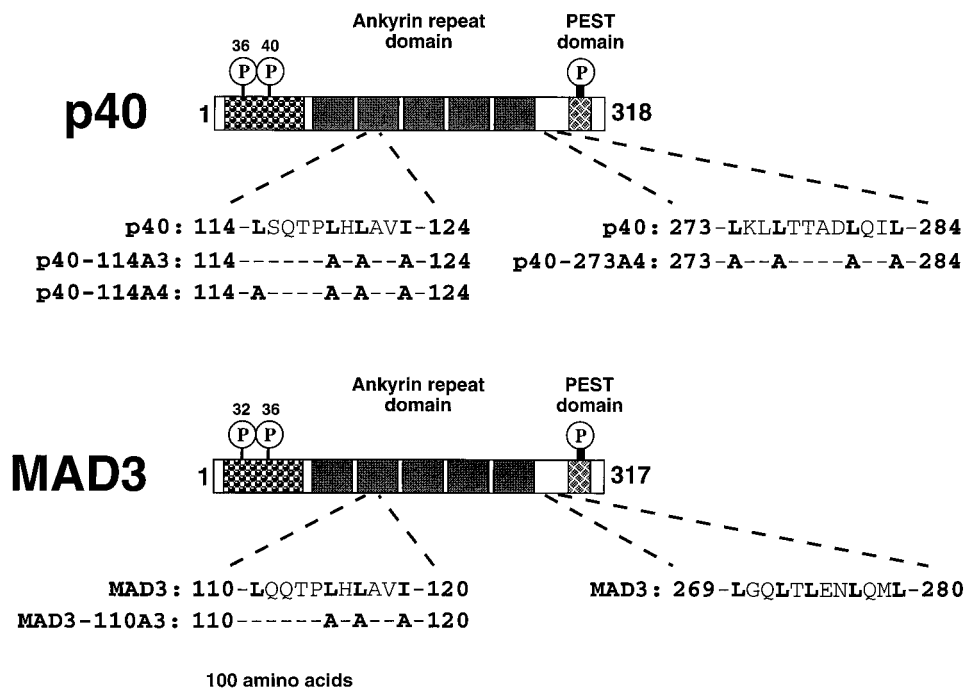 Ankyrin repeat PEST
domain domain
36 40
P P P
p40 1 318
p40: 114-LSQTPLHLAVI-124 p40: 273-LKLLTTADLQIL-284
p40-114A3: 114------A-A--A-124 p40-273A4: 273-A--A----A--A-284
p40-114A4: 114-A----A-A--A-124
Ankyrin repeat PEST
domain domain
32 36
P P P
MAD3 1 317
MAD3: 110-LQQTPLHLAVI-120 MAD3: 269-LGQLTLENLQML-280
MAD3-110A3: 110------A-A--A-120
100 amino acids